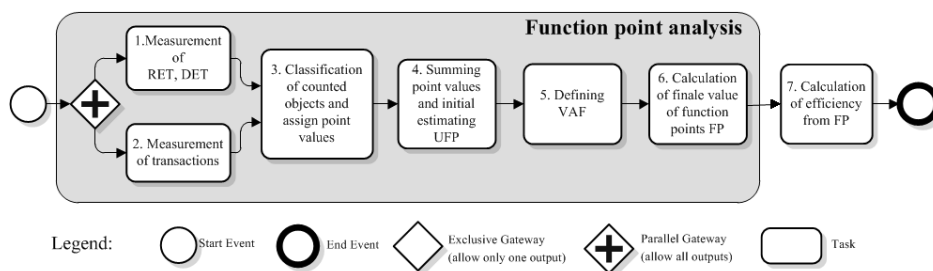 Function point analysis
1.Measurement
of
RET, DET
2. Measurement
of transactions
3. Classification
of counted
objects and
assign point
values
4. Summing
point values
and initial
estimating
UFP
5. Defining
VAF
6. Calculation
of finale value
of function
points FP
7. Calculation
of efficiency
from FP
Legend:
Start Event
End Event
Exclusive Gateway
(allow only one output)
Parallel Gateway
(allow all outputs)
Task